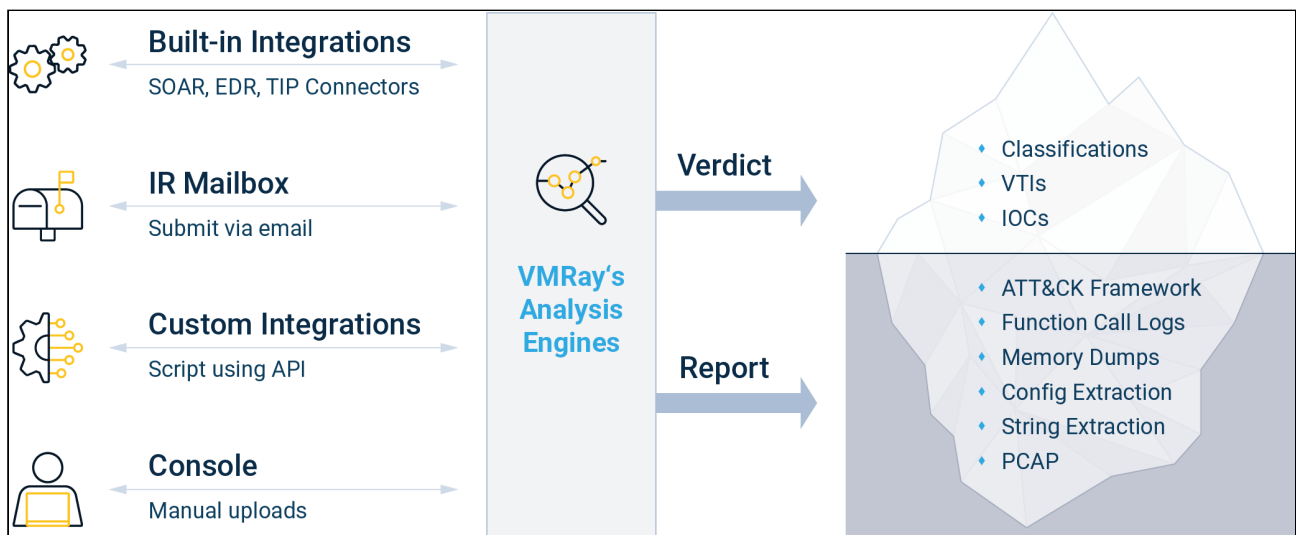 Built-in Integrations
SOAR, EDR, TIP Connectors
IR Mailbox
Submit via email
Custom Integrations
Script using API
Console
Manual uploads
VMRay‘s
Analysis
Engines
Verdict
Report
Classifications
VTIs
IOCs
ATT&CK Framework
Function Call Logs
Memory Dumps
Config Extraction
String Extraction
PCAP